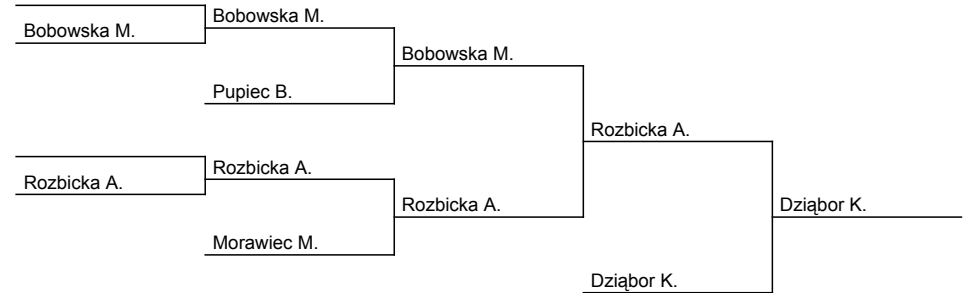 Bobowska M.
Bobowska M.
Bobowska M.
Pupiec B.
Rozbicka A.
Rozbicka A.
Rozbicka A.
Rozbicka A.
Dziąbor K.
Morawiec M.
Dziąbor K.